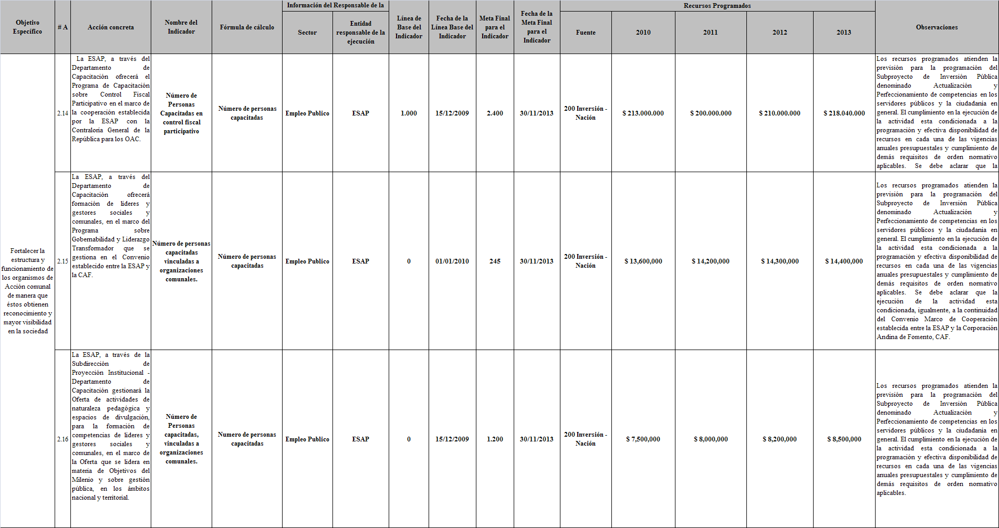 Objetivo
Específico
# A
Acción concreta
Nombre del
Indicador
Fórmula de cálculo
Información del Responsable de la
Sector
Entidad
responsable de la
ejecución
Línea de
Base del
Indicador
Fecha de la
Línea Base del
Indicador
Meta Final
para el
Indicador
Fecha de la
Meta Final
para el
Indicador
Recursos Programados
Fuente
2010
2011
2012
2013
Observaciones
Fortalecer la
estructura y
funcionamiento de
los organismos de
Acción comunal
de manera que
éstos obtienen
reconocimiento y
mayor visibilidad
en la sociedad
2.14
La ESAP, a través del
Departamento de
Capacitación ofrecerá el
Programa de Capacitación
sobre Control Fiscal
Participativo en el marco de
la cooperación establecida
por la ESAP con la
Contraloría General de la
República para los OAC.
Número de
Personas
Capacitadas en
control fiscal
participativo
Número de personas
capacitadas
Empleo Publico
ESAP
1.000
15/12/2009
2.400
30/11/2013
200 Inversión -
Nación
$ 213.000.000
$ 200.000.000
$ 210.000.000
$ 218.040.000
Los recursos programados atienden la
previsión para la programación del
Subproyecto de Inversión Pública
denominado Actualización y
Perfeccionamiento de competencias en los
servidores públicos y la ciudadanía en
general. El cumplimiento en la ejecución de
la actividad esta condicionada a la
programación y efectiva disponibilidad de
recursos en cada una de las vigencias
anuales presupuestales y cumplimiento de
demás requisitos de orden normativo
aplicables. Se debe aclarar que la
2.15
La ESAP, a través del
Departamento de
Capacitación ofrecerá
formación de líderes y
gestores sociales y
comunales, en el marco del
Programa sobre
Gobernabilidad y Liderazgo
Transformador que se
gestiona en el Convenio
establecido entre la ESAP y
la CAF.
Número de personas
capacitadas
vinculadas a
organizaciones
comunales.
Número de personas
capacitadas
Empleo Publico
ESAP
0
01/01/2010
245
30/11/2013
200 Inversión -
Nación
$ 13,600,000
$ 14,200,000
$ 14,300,000
$ 14,400,000
Los recursos programados atienden la
previsión para la programación del
Subproyecto de Inversión Pública
denominado Actualización y
Perfeccionamiento de competencias en los
servidores públicos y la ciudadanía en
general. El cumplimiento en la ejecución de
la actividad esta condicionada a la
programación y efectiva disponibilidad de
recursos en cada una de las vigencias
anuales presupuestales y cumplimiento de
demás requisitos de orden normativo
aplicables. Se debe aclarar que la
ejecución de la actividad esta
condicionada, igualmente, a la continuidad
del Convenio Marco de Cooperación
establecida entre la ESAP y la Corporación
Andina de Fomento, CAF.
2.16
La ESAP, a través de la
Subdirección de
Proyección Institucional -
Departamento de
Capacitación gestionará la
Oferta de actividades de
naturaleza pedagógica y
espacios de divulgación,
para la formación de
competencias de líderes y
gestores sociales y
comunales, en el marco de
la Oferta que se lidera en
materia de Objetivos del
Milenio y sobre gestión
pública, en los ámbitos
nacional y territorial.
Número de
Personas
capacitadas,
vinculadas a
organizaciones
comunales.
Numero de personas
capacitadas
Empleo Publico
ESAP
0
15/12/2009
1.200
30/11/2013
200 Inversión -
Nación
$ 7,500,000
$ 8,000,000
$ 8,200,000
$ 8,500,000
Los recursos programados atienden la
previsión para la programación del
Subproyecto de Inversión Pública
denominado Actualización y
Perfeccionamiento de competencias en los
servidores públicos y la ciudadanía en
general. El cumplimiento en la ejecución de
la actividad esta condicionada a la
programación y efectiva disponibilidad de
recursos en cada una de las vigencias
anuales presupuestales y cumplimiento de
demás requisitos de orden normativo
aplicables.